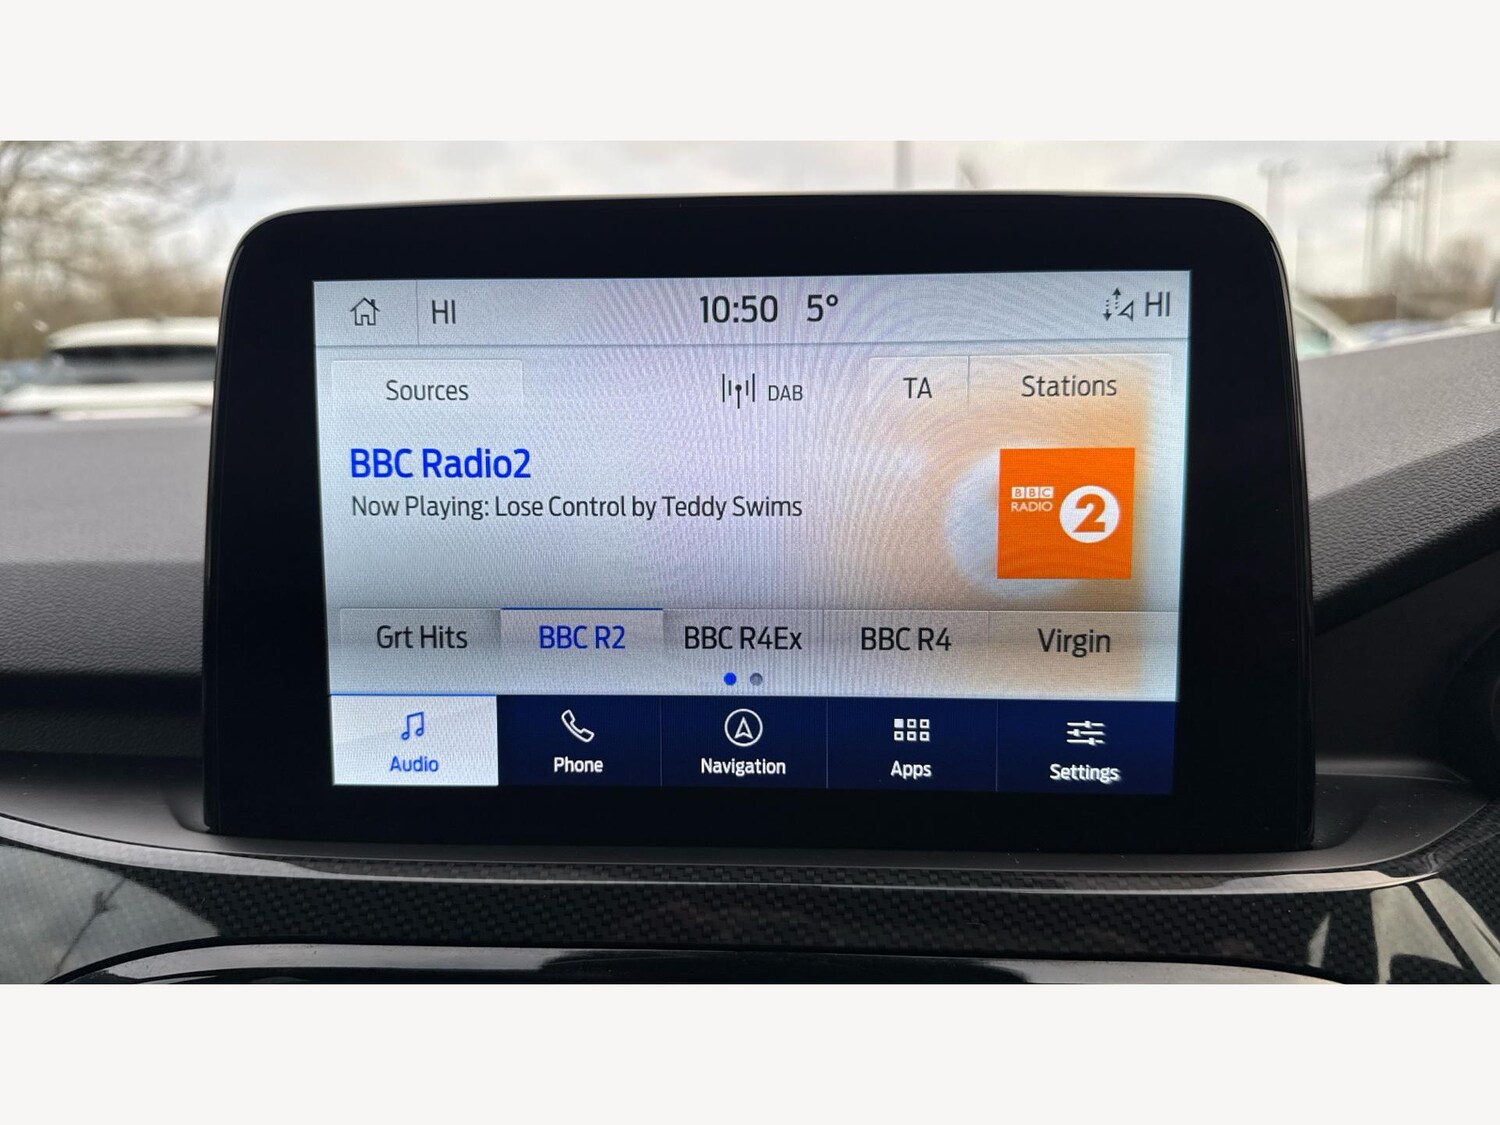 HI 10:50 5° HI
Sources DAB TA Stations
BBC Radio2
Now Playing: Lose Control by Teddy Swims
BBC
RADIO 2
Grt Hits BBC R2 BBC R4Ex BBC R4 Virgin
Audio Phone Navigation Apps Settings